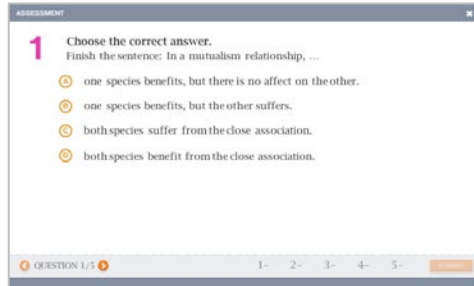 ASSESSMENT
1 Choose the correct answer.
Finish the sentence: In a mutualism relationship, ...
A one species benefits, but there is no affect on the other.
B one species benefits, but the other suffers.
C both species suffer from the close association.
D both species benefit from the close association.
QUESTION 1/5 1- 2- 3- 4- 5-